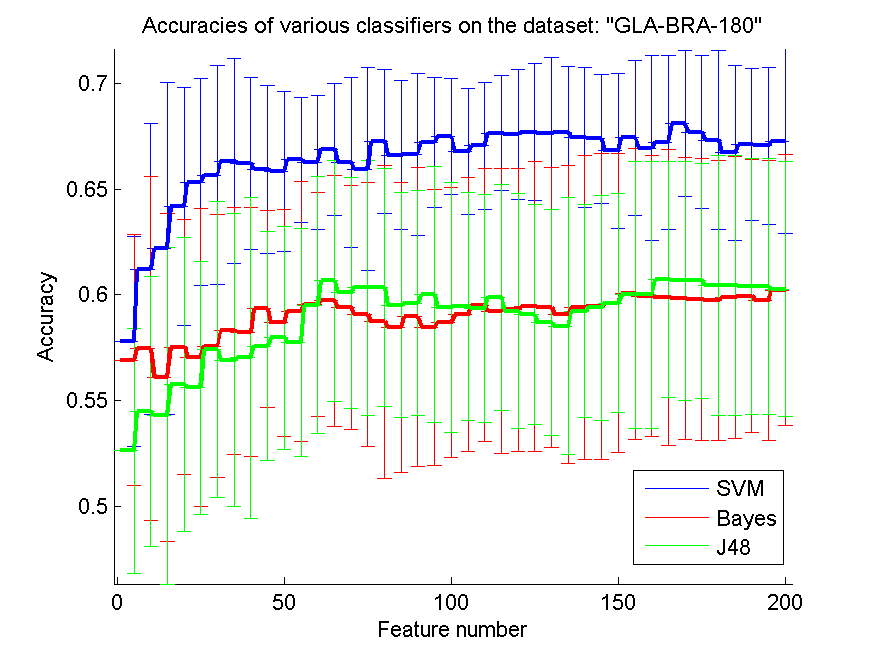 Accuracies of various classifiers on the dataset: "GLA-BRA-180"
0.7
0.65
0.6
0.55
0.5
Accuracy
SVM
Bayes
J48
0 50 100 150 200
Feature number